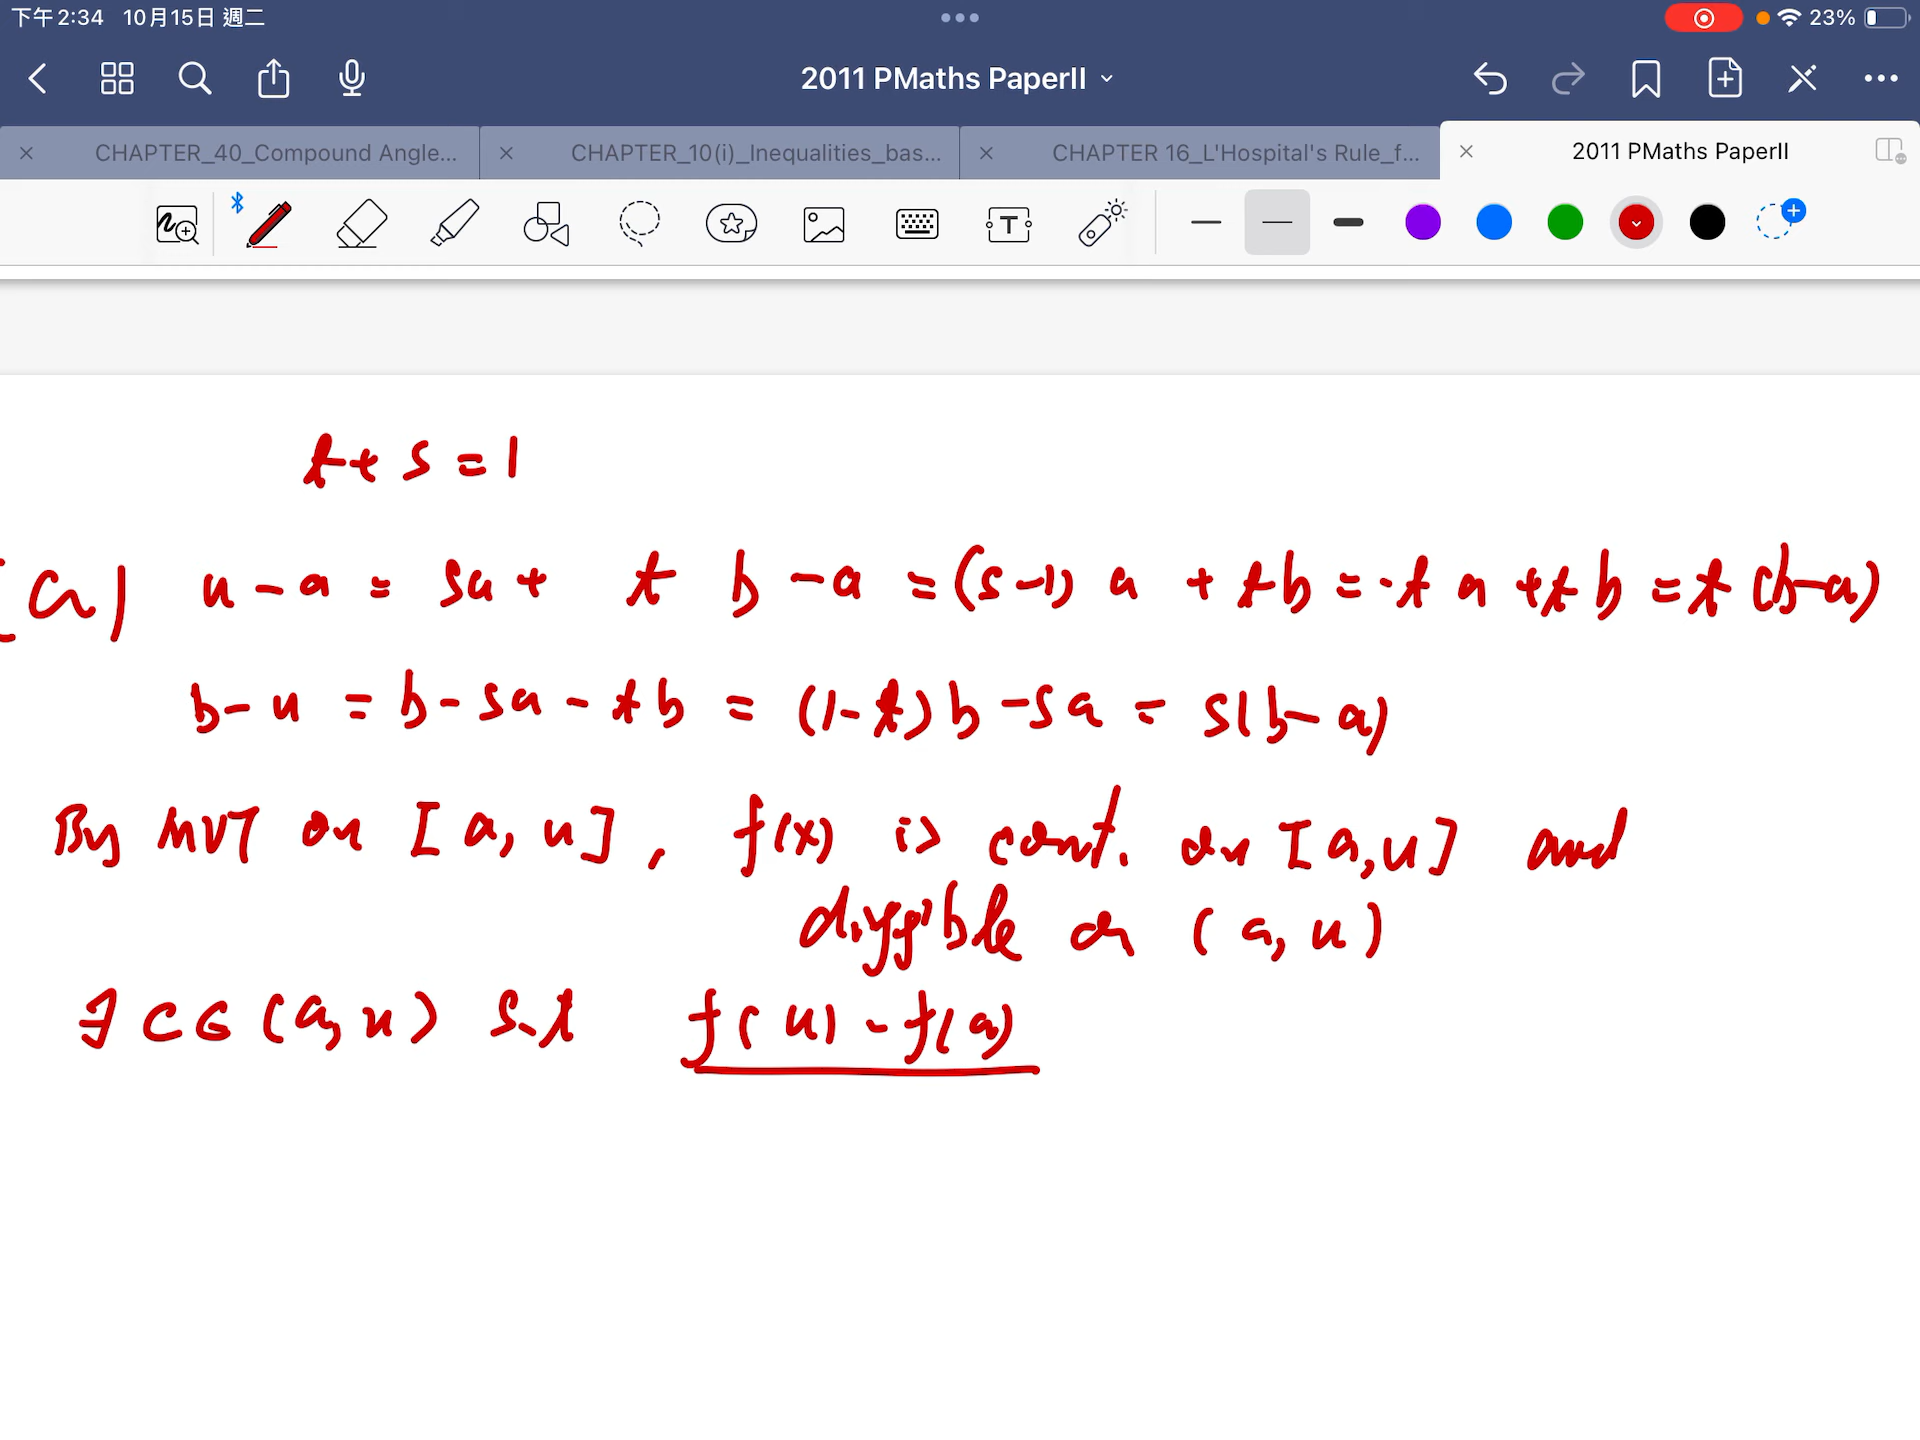 下午2:34 10月15日 週二
23%
2011 PMaths PaperII
CHAPTER_40_Compound Angle...
CHAPTER_10(i)_Inequalities_bas...
CHAPTER 16_L'Hospital's Rule_f...
2011 PMaths PaperII
T
t + s = 1
(a) u - a = sa + t b - a = (s-1) a + tb = -t a + t b = t (b-a)
b - u = b - sa - tb = (1-t) b - sa = s(b-a)
By MVT on [a, u], f(x) is cont. on [a, u] and
diff'ble on (a, u)
∃ c ∈ (a, u) s.t f(u) - f(a)